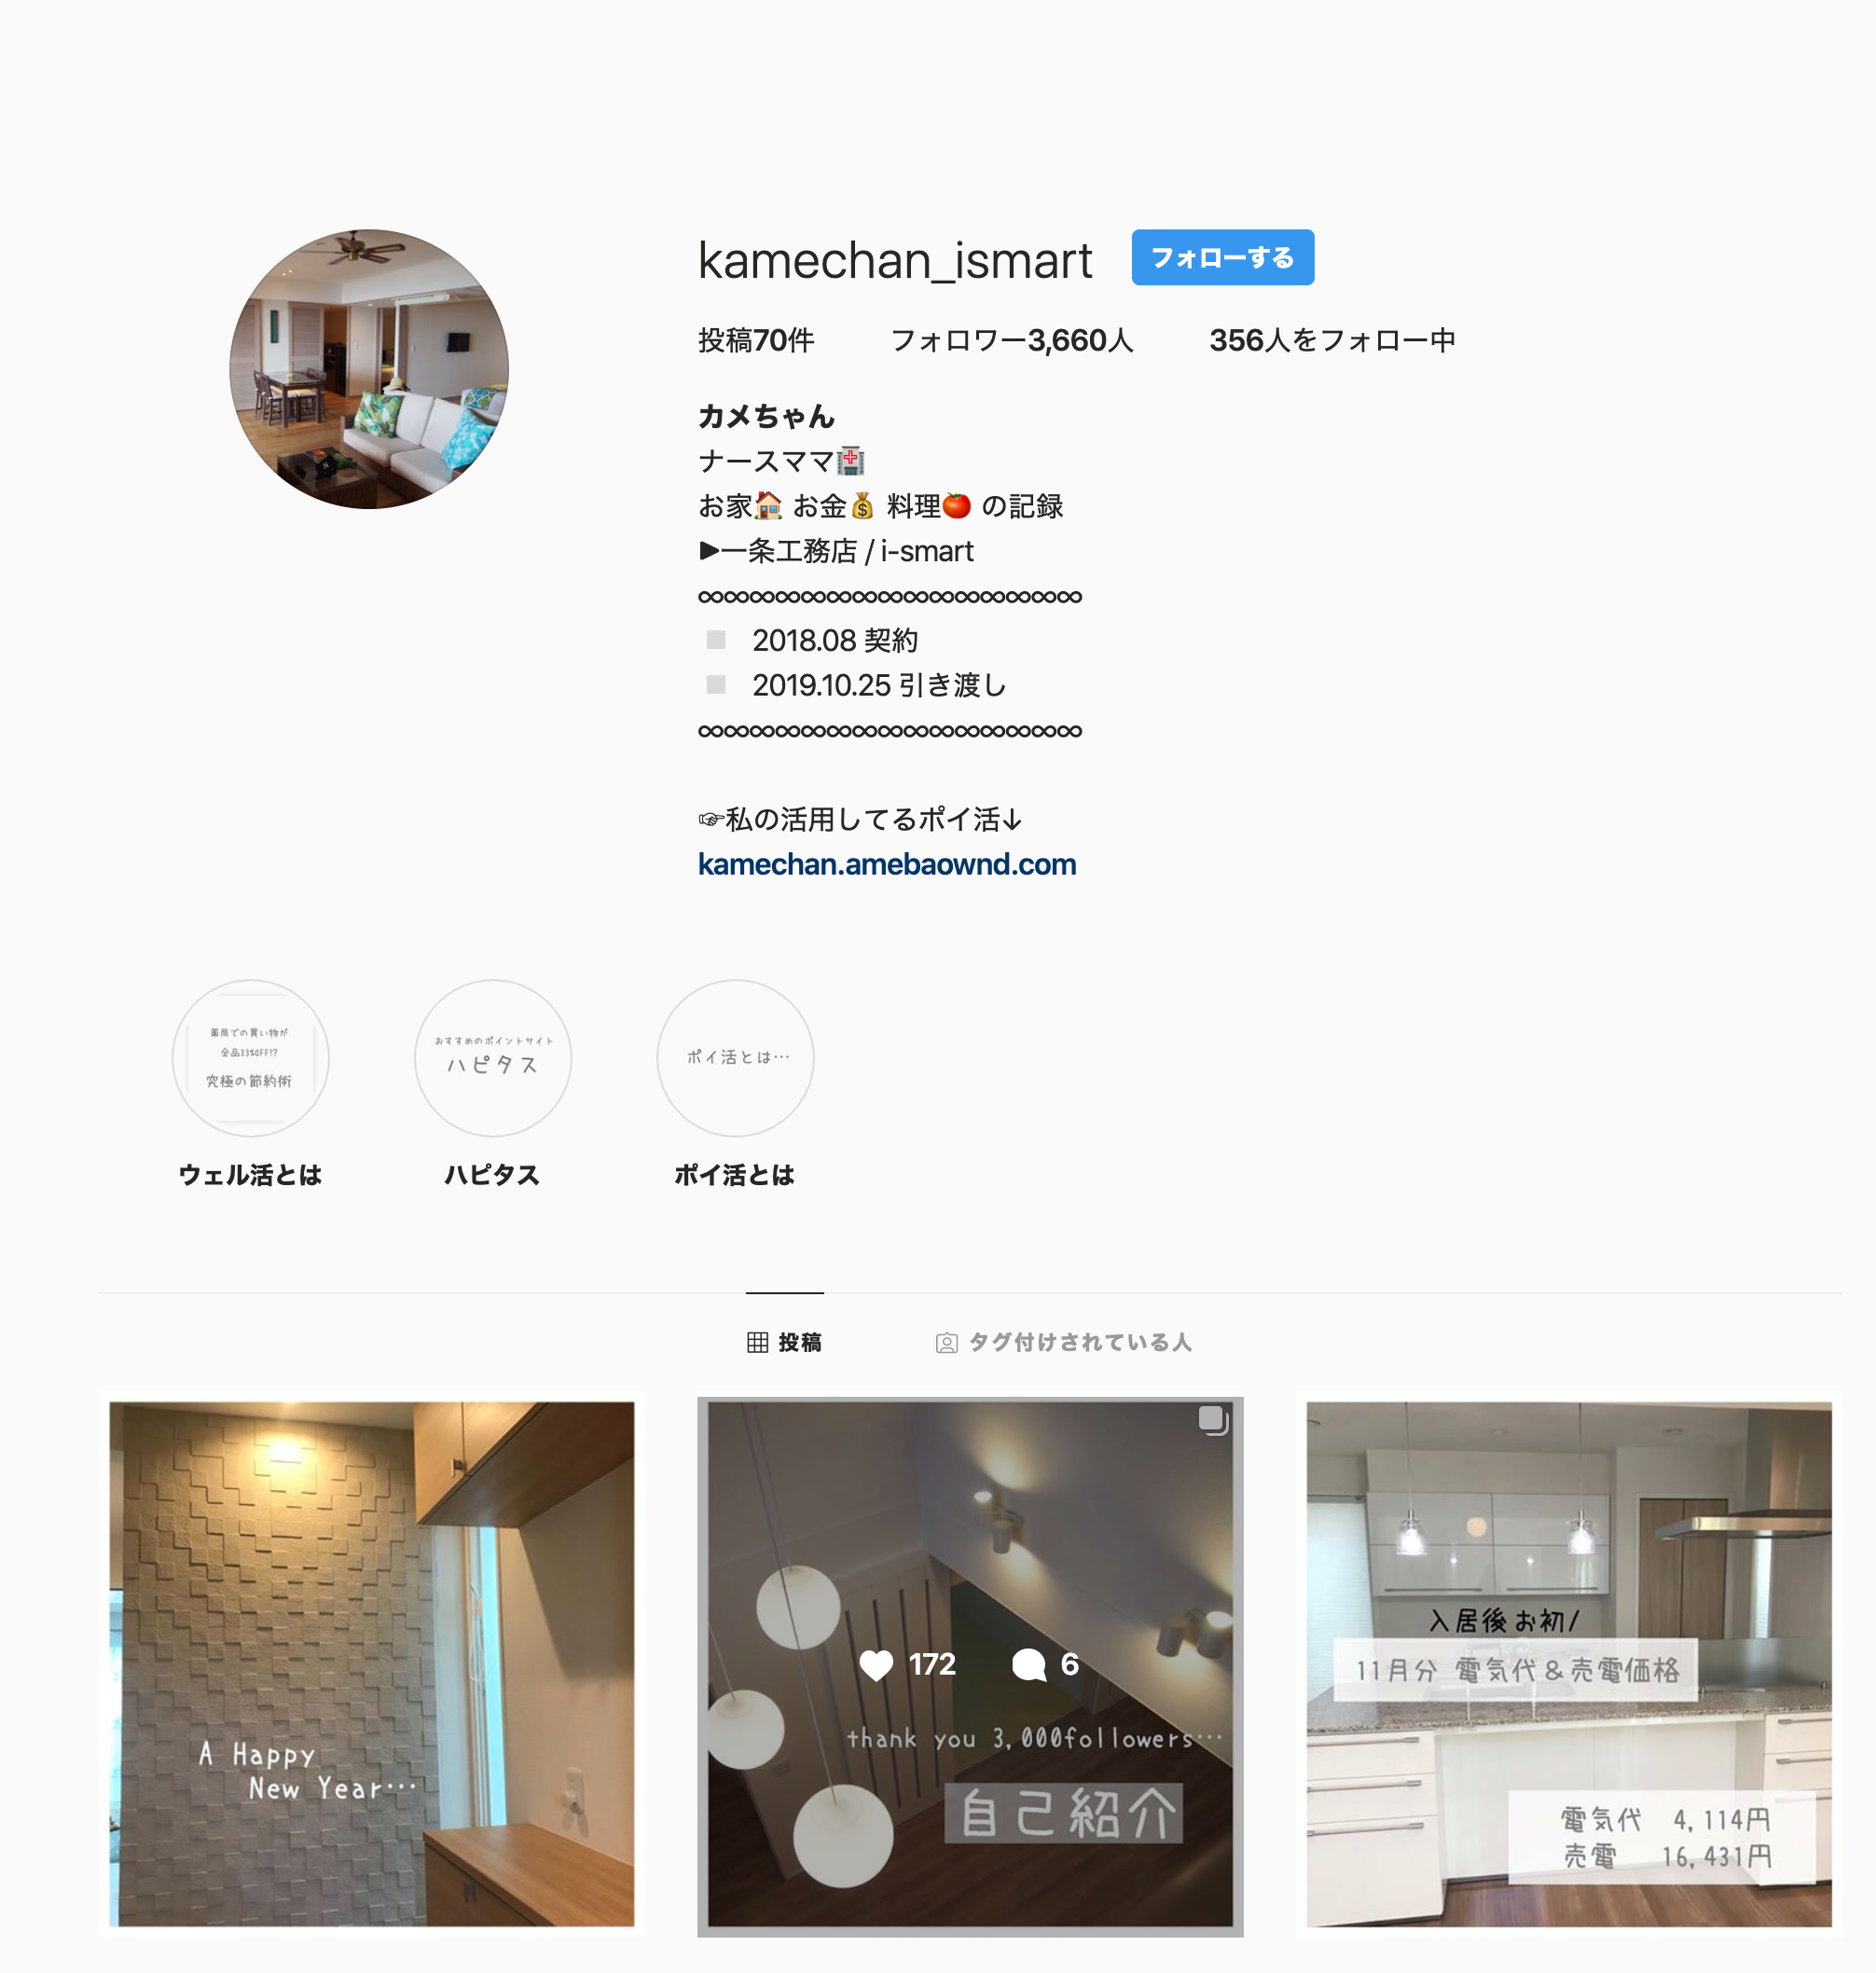 kamechan_ismart フォローする
投稿70件 フォロワー3,660人 356人をフォロー中
カメちゃん
ナースママ🏥
お家🏠 お金💰 料理🍅 の記録
▶︎一条工務店 / i-smart
∞∞∞∞∞∞∞∞∞∞∞∞∞∞∞
◽️ 2018.08 契約
◽️ 2019.10.25 引き渡し
∞∞∞∞∞∞∞∞∞∞∞∞∞∞∞
☞私の活用してるポイ活↓
kamechan.amebaownd.com
薬局での買い物が
全品33%OFF!?
究極の節約術
おすすめのポイントサイト
ハピタス
ポイ活とは…
ウェル活とは
ハピタス
ポイ活とは
投稿
タグ付けされている人
A Happy
New Year…
172 6
thank you 3,000followers…
自己紹介
入居後お初/
11月分 電気代＆売電価格
電気代 4,114円
売電 16,431円